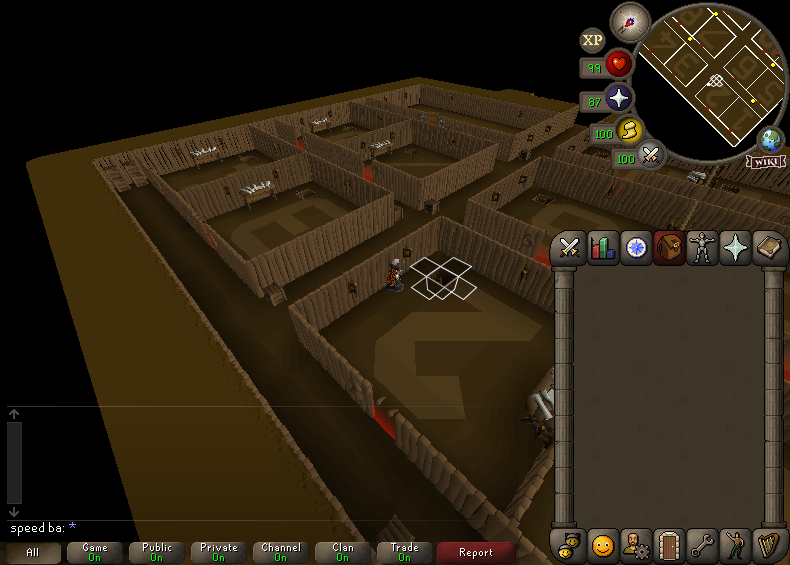 XP
99
87
100
100
WIKI
speed ba: *
All
Game
On
Public
On
Private
On
Channel
On
Clan
On
Trade
On
Report